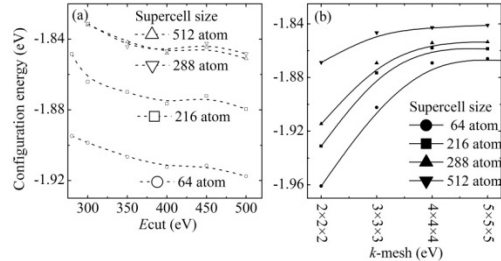 (a)
Supercell size
512 atom
288 atom
216 atom
64 atom
Configuration energy (eV)
-1.84
-1.88
-1.92
300 350 400 450 500
Ecut (eV)
(b)
Supercell size
64 atom
216 atom
288 atom
512 atom
-1.84
-1.88
-1.92
-1.96
2×2×2
3×3×3
4×4×4
5×5×5
k-mesh (eV)